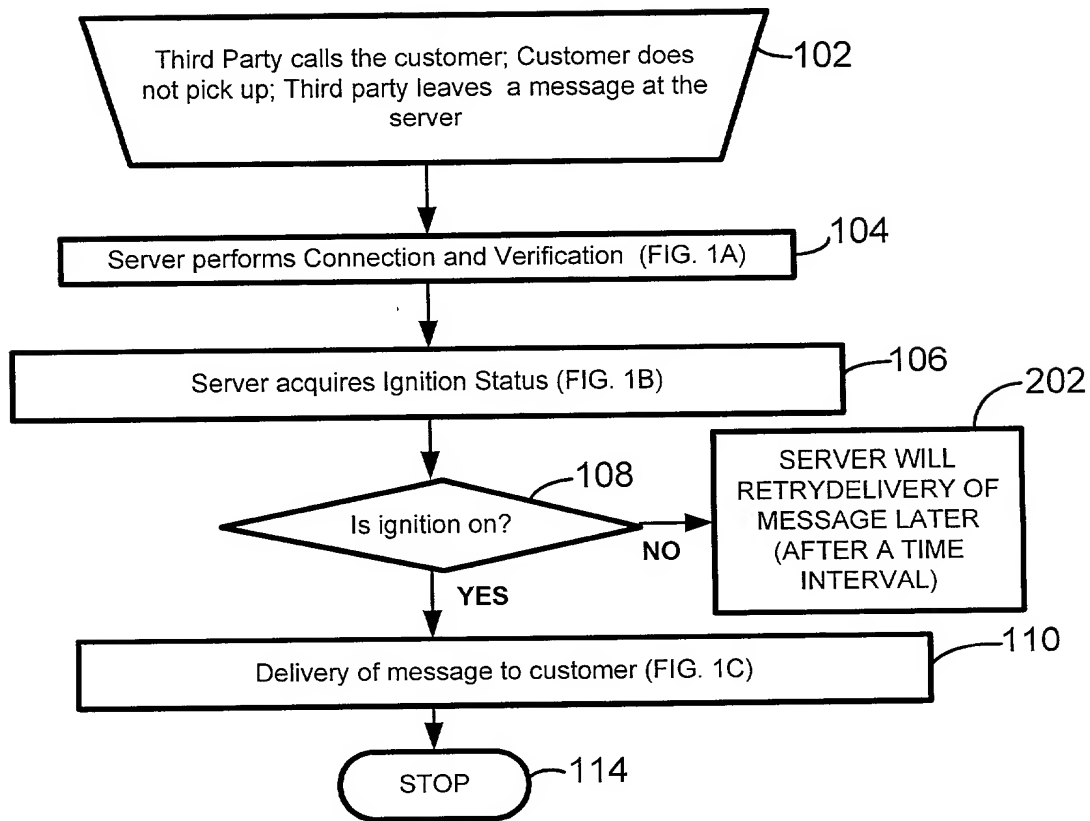 Third Party calls the customer; Customer does
not pick up; Third party leaves a message at the
server
102
Server performs Connection and Verification (FIG. 1A)
104
Server acquires Ignition Status (FIG. 1B)
106
Is ignition on?
108
NO
YES
202
SERVER WILL
RETRYDELIVERY OF
MESSAGE LATER
(AFTER A TIME
INTERVAL)
Delivery of message to customer (FIG. 1C)
110
STOP
114